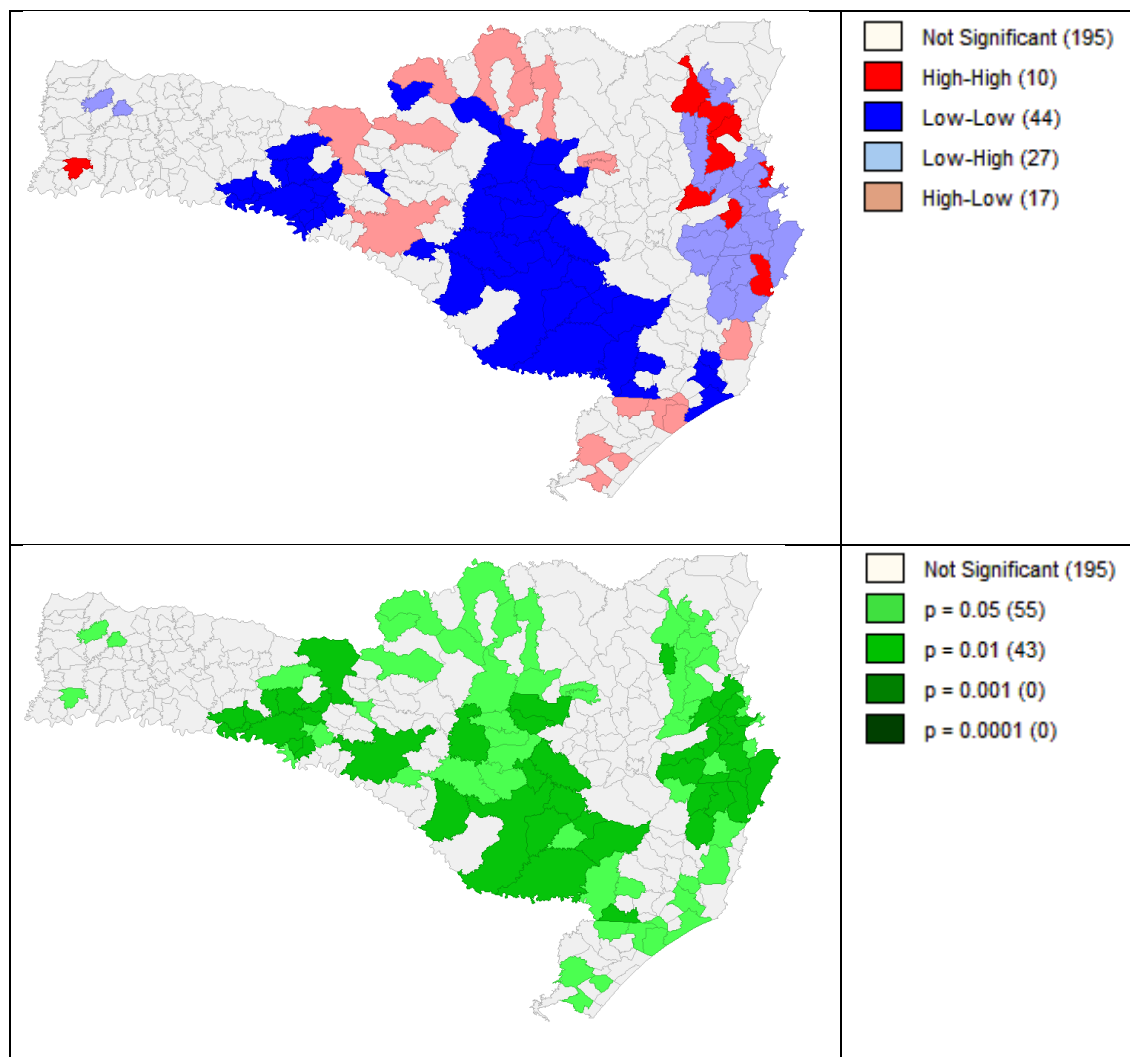 Not Significant (195)
High-High (10)
Low-Low (44)
Low-High (27)
High-Low (17)
Not Significant (195)
p = 0.05 (55)
p = 0.01 (43)
p = 0.001 (0)
p = 0.0001 (0)